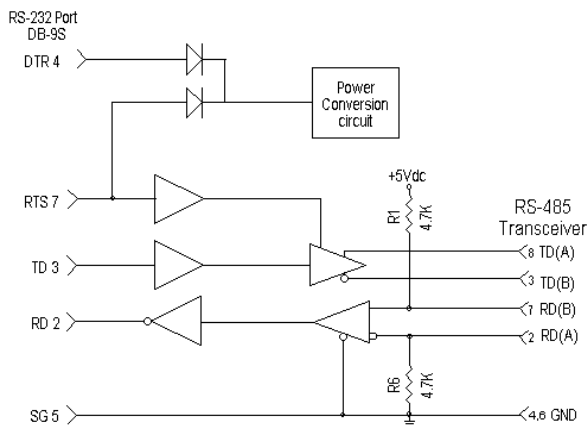 RS-232 Port
DB-9S
DTR 4
Power
Conversion
circuit
+5Vdc
RTS 7
R1
4.7K
RS-485
Transceiver
8 TD(A)
TD 3
3 TD(B)
7 RD(B)
RD 2
2 RD(A)
R6
4.7K
SG 5
4,6 GND